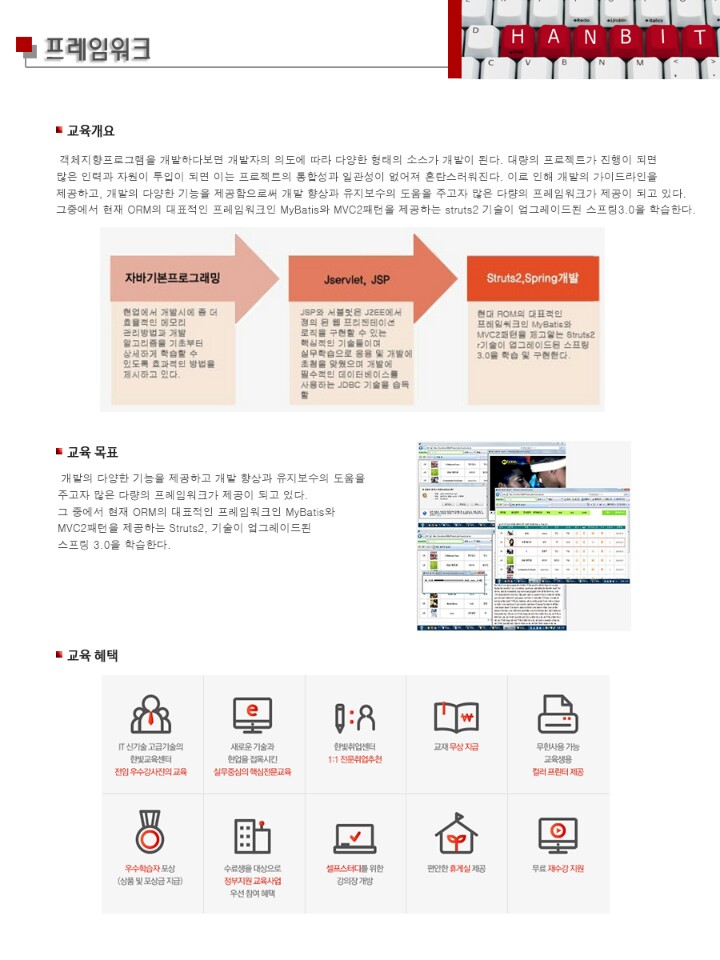 프레임워크
H A N B I T
교육개요
객체지향프로그램을 개발하다보면 개발자의 의도에 따라 다양한 형태의 소스가 개발이 된다. 대량의 프로젝트가 진행이 되면
많은 인력과 자원이 투입이 되면 이는 프로젝트의 통합성과 일관성이 없어져 혼란스러워진다. 이로 인해 개발의 가이드라인을
제공하고, 개발의 다양한 기능을 제공함으로써 개발 향상과 유지보수의 도움을 주고자 많은 다량의 프레임워크가 제공이 되고 있다.
그중에서 현재 ORM의 대표적인 프레임워크인 MyBatis와 MVC2패턴을 제공하는 struts2 기술이 업그레이드된 스프링3.0을 학습한다.
자바기본프로그래밍
현업에서 개발시에 좀 더
효율적인 메모리
관리방법과 개발
알고리즘을 기초부터
상세하게 학습할 수
있도록 효과적인 방법을
제시하고 있다.
Jservlet, JSP
JSP와 서블릿은 J2EE에서
정의 된 웹 프리젠테이션
로직을 구현할 수 있는
핵심적인 기술들이며
실무학습으로 응용 및 개발에
초점을 맞췄으며 개발에
필수적인 데이터베이스를
사용하는 JDBC 기술을 습득
함
Struts2,Spring개발
현대 ROM의 대표적인
프레임워크인 MyBatis와
MVC2패턴을 제고알는 Struts2
r기술이 업그레이드된 스프링
3.0을 학습 및 구현한다.
교육 목표
개발의 다양한 기능을 제공하고 개발 향상과 유지보수의 도움을
주고자 많은 다량의 프레임워크가 제공이 되고 있다.
그 중에서 현재 ORM의 대표적인 프레임워크인 MyBatis와
MVC2패턴을 제공하는 Struts2, 기술이 업그레이드된
스프링 3.0을 학습한다.
교육 혜택
IT 신기술 고급기술의
한빛교육센터
전임 우수강사진의 교육
새로운 기술과
현업을 접목시킨
실무중심의 핵심전문교육
한빛취업센터
1:1 전문취업추천
교재 무상 지급
무한사용 가능
교육생용
컬러 프린터 제공
우수학습자 포상
(상품 및 포상금 지급)
수료생을 대상으로
정부지원 교육사업
우선 참여 혜택
셀프스터디를 위한
강의장 개방
편안한 휴게실 제공
무료 재수강 지원